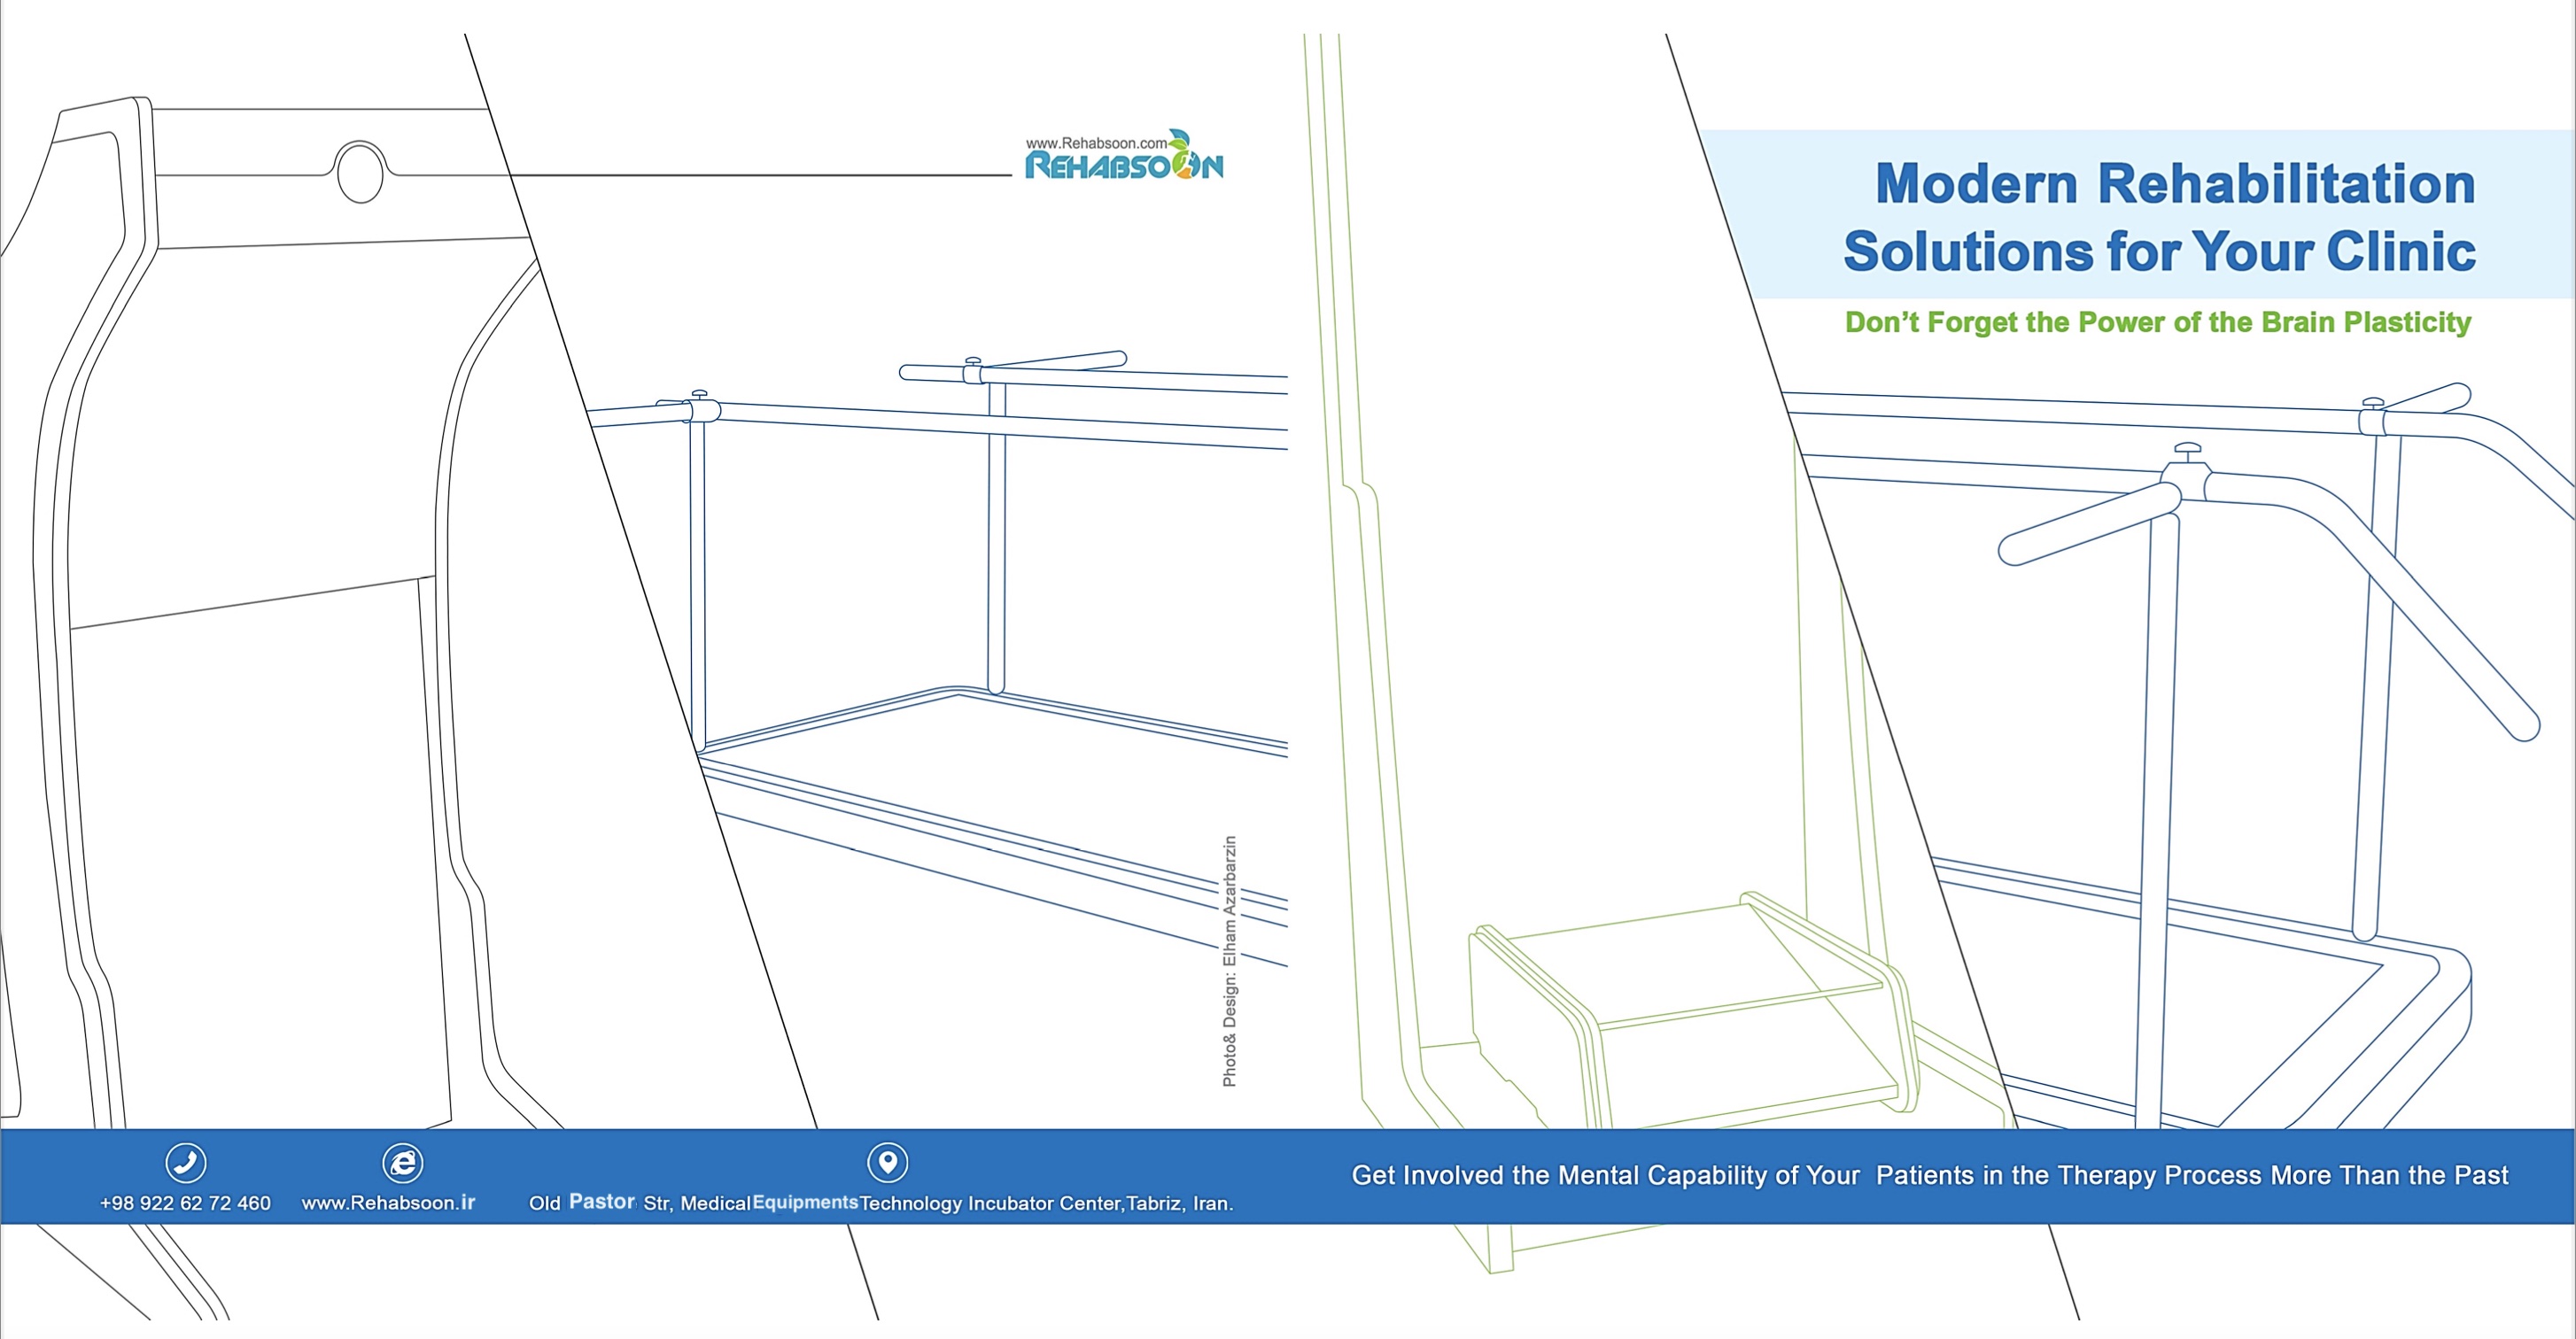 www.Rehabsoon.com
REHABSOON
Modern Rehabilitation
Solutions for Your Clinic
Don't Forget the Power of the Brain Plasticity
Photo& Design: Elham Azarbarzin
+98 922 62 72 460
www.Rehabsoon.ir
Old Pastor Str, Medical Equipments Technology Incubator Center,Tabriz, Iran.
Get Involved the Mental Capability of Your Patients in the Therapy Process More Than the Past